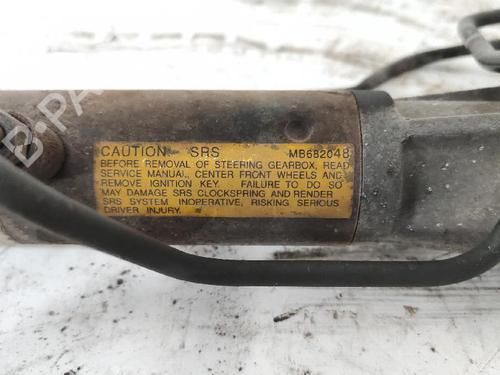 CAUTION - SRS MB682048
BEFORE REMOVAL OF STEERING GEARBOX, READ
SERVICE MANUAL, CENTER FRONT WHEELS AND
REMOVE IGNITION KEY. FAILURE TO DO SO
MAY DAMAGE SRS CLOCKSPRING AND RENDER
SRS SYSTEM INOPERATIVE, RISKING SERIOUS
DRIVER INJURY.